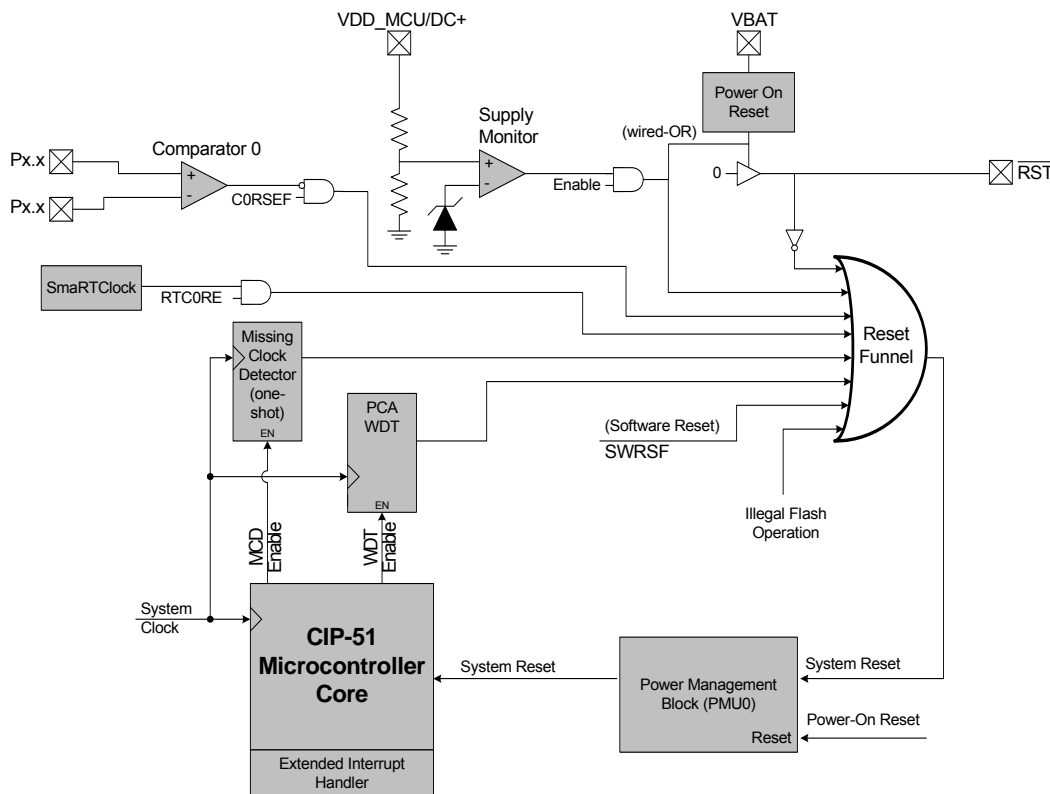 VDD_MCU/DC+
VBAT
Power On
Reset
Supply
Monitor
(wired-OR)
Comparator 0
Px.x
+
-
Px.x
C0RSEF
+
-
Enable
0
RST
SmaRTClock
RTC0RE
Missing
Clock
Detector
(one-
shot)
EN
PCA
WDT
EN
Reset
Funnel
(Software Reset)
SWRSF
Illegal Flash
Operation
MCD
Enable
WDT
Enable
System
Clock
CIP-51
Microcontroller
Core
Extended Interrupt
Handler
System Reset
Power Management
Block (PMU0)
Reset
System Reset
Power-On Reset